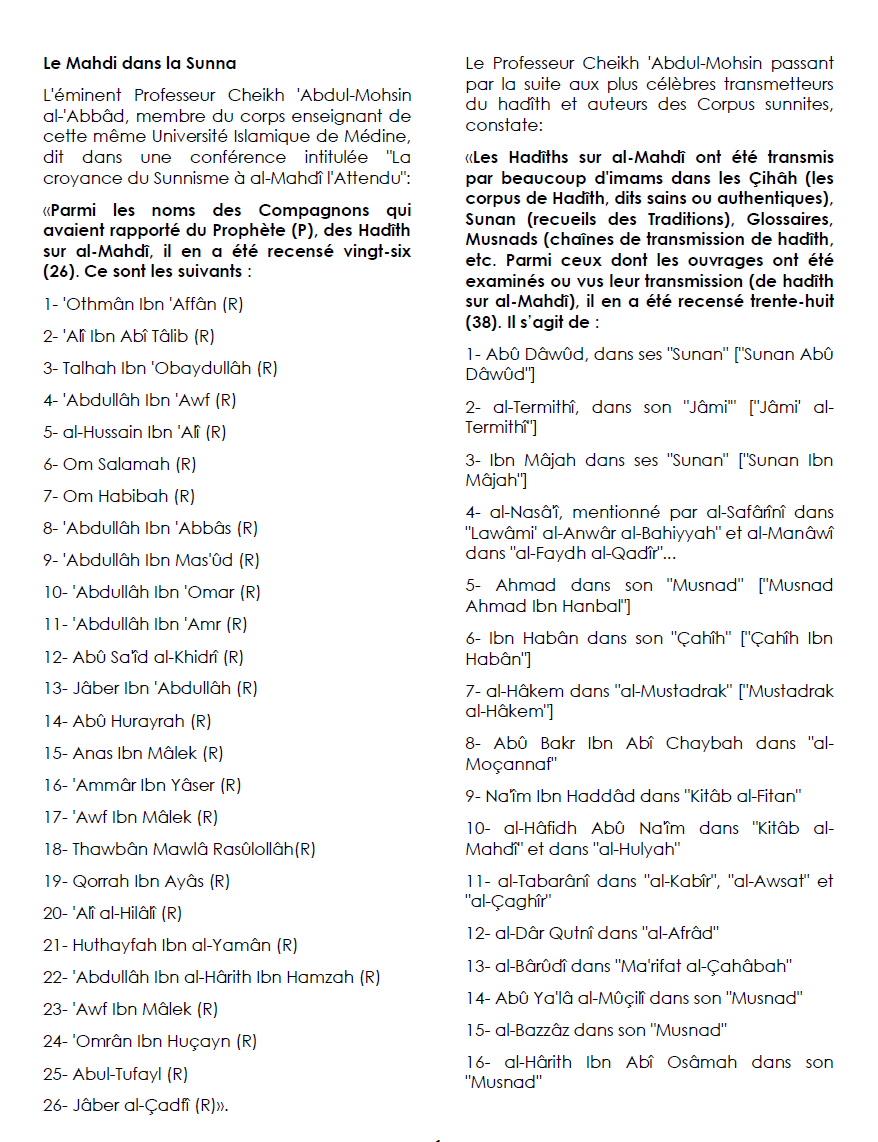 Le Mahdi dans la Sunna
L'éminent Professeur Cheikh 'Abdul-Mohsin
al-'Abbâd, membre du corps enseignant de
cette même Université Islamique de Médine,
dit dans une conférence intitulée "La
croyance du Sunnisme à al-Mahdî l'Attendu":
«Parmi les noms des Compagnons qui
avaient rapporté du Prophète (P), des Hadîth
sur al-Mahdî, il en a été recensé vingt-six
(26). Ce sont les suivants :
1- 'Othmân Ibn 'Affân (R)
2- 'Alî Ibn Abî Tâlib (R)
3- Talhah Ibn 'Obaydullâh (R)
4- 'Abdullâh Ibn 'Awf (R)
5- al-Hussain Ibn 'Alî (R)
6- Om Salamah (R)
7- Om Habibah (R)
8- 'Abdullâh Ibn 'Abbâs (R)
9- 'Abdullâh Ibn Mas'ûd (R)
10- 'Abdullâh Ibn 'Omar (R)
11- 'Abdullâh Ibn 'Amr (R)
12- Abû Sa'îd al-Khidrî (R)
13- Jâber Ibn 'Abdullâh (R)
14- Abû Hurayrah (R)
15- Anas Ibn Mâlek (R)
16- 'Ammâr Ibn Yâser (R)
17- 'Awf Ibn Mâlek (R)
18- Thawbân Mawlâ Rasûlollâh(R)
19- Qorrah Ibn Ayâs (R)
20- 'Alî al-Hilâlî (R)
21- Huthayfah Ibn al-Yamân (R)
22- 'Abdullâh Ibn al-Hârith Ibn Hamzah (R)
23- 'Awf Ibn Mâlek (R)
24- 'Omrân Ibn Huçayn (R)
25- Abul-Tufayl (R)
26- Jâber al-Çadfî (R)».
Le Professeur Cheikh 'Abdul-Mohsin passant
par la suite aux plus célèbres transmetteurs
du hadîth et auteurs des Corpus sunnites,
constate:
«Les Hadîths sur al-Mahdî ont été transmis
par beaucoup d'imams dans les Çihâh (les
corpus de Hadîth, dits sains ou authentiques),
Sunan (recueils des Traditions), Glossaires,
Musnads (chaînes de transmission de hadîth,
etc. Parmi ceux dont les ouvrages ont été
examinés ou vus leur transmission (de hadîth
sur al-Mahdî), il en a été recensé trente-huit
(38). Il s'agit de :
1- Abû Dâwûd, dans ses "Sunan" ["Sunan Abû
Dâwûd"]
2- al-Termithî, dans son "Jâmi'" ["Jâmi' al-
Termithî"]
3- Ibn Mâjah dans ses "Sunan" ["Sunan Ibn
Mâjah"]
4- al-Nasâ'î, mentionné par al-Safârînî dans
"Lawâmi' al-Anwâr al-Bahiyyah" et al-Manâwî
dans "al-Faydh al-Qadîr"...
5- Ahmad dans son "Musnad" ["Musnad
Ahmad Ibn Hanbal"]
6- Ibn Habân dans son "Çahîh" ["Çahîh Ibn
Habân"]
7- al-Hâkem dans "al-Mustadrak" ["Mustadrak
al-Hâkem"]
8- Abû Bakr Ibn Abî Chaybah dans "al-
Moçannaf"
9- Na'îm Ibn Haddâd dans "Kitâb al-Fitan"
10- al-Hâfidh Abû Na'îm dans "Kitâb al-
Mahdî" et dans "al-Hulyah"
11- al-Tabarânî dans "al-Kabîr", "al-Awsat" et
"al-Çaghîr"
12- al-Dâr Qutnî dans "al-Afrâd"
13- al-Bârûdî dans "Ma'rifat al-Çahâbah"
14- Abû Ya'lâ al-Mûçilî dans son "Musnad"
15- al-Bazzâz dans son "Musnad"
16- al-Hârith Ibn Abî Osâmah dans son
"Musnad"